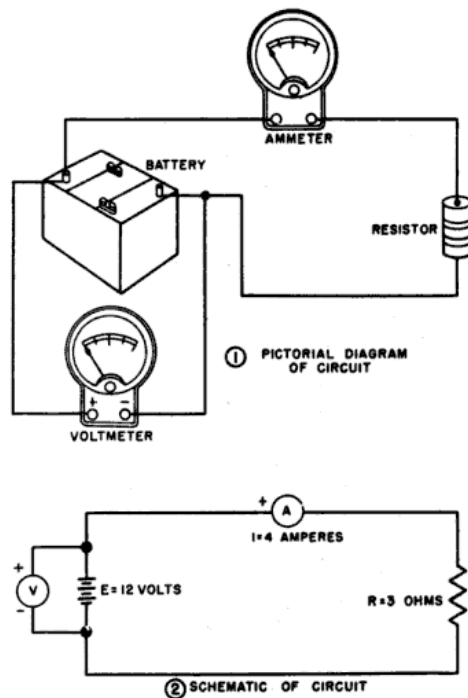 AMMETER
BATTERY
RESISTOR
① PICTORIAL DIAGRAM
OF CIRCUIT
+ -
VOLTMETER
+ A
I=4 AMPERES
+
V
-
E=12 VOLTS
R=3 OHMS
② SCHEMATIC OF CIRCUIT